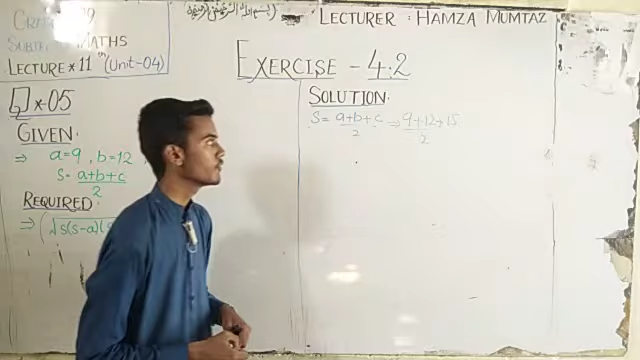 LECTURER : HAMZA MUMTAZ
MATHS
LECTURE * 11th (Unit-04)
EXERCISE - 4.2
Q * 05
GIVEN:
⇒ a=9, b=12
S = a+b+c / 2
REQUIRED:
⇒ (√s(s-a)(s
SOLUTION:
S = a+b+c / 2 ⇒ 9+12+15 / 2